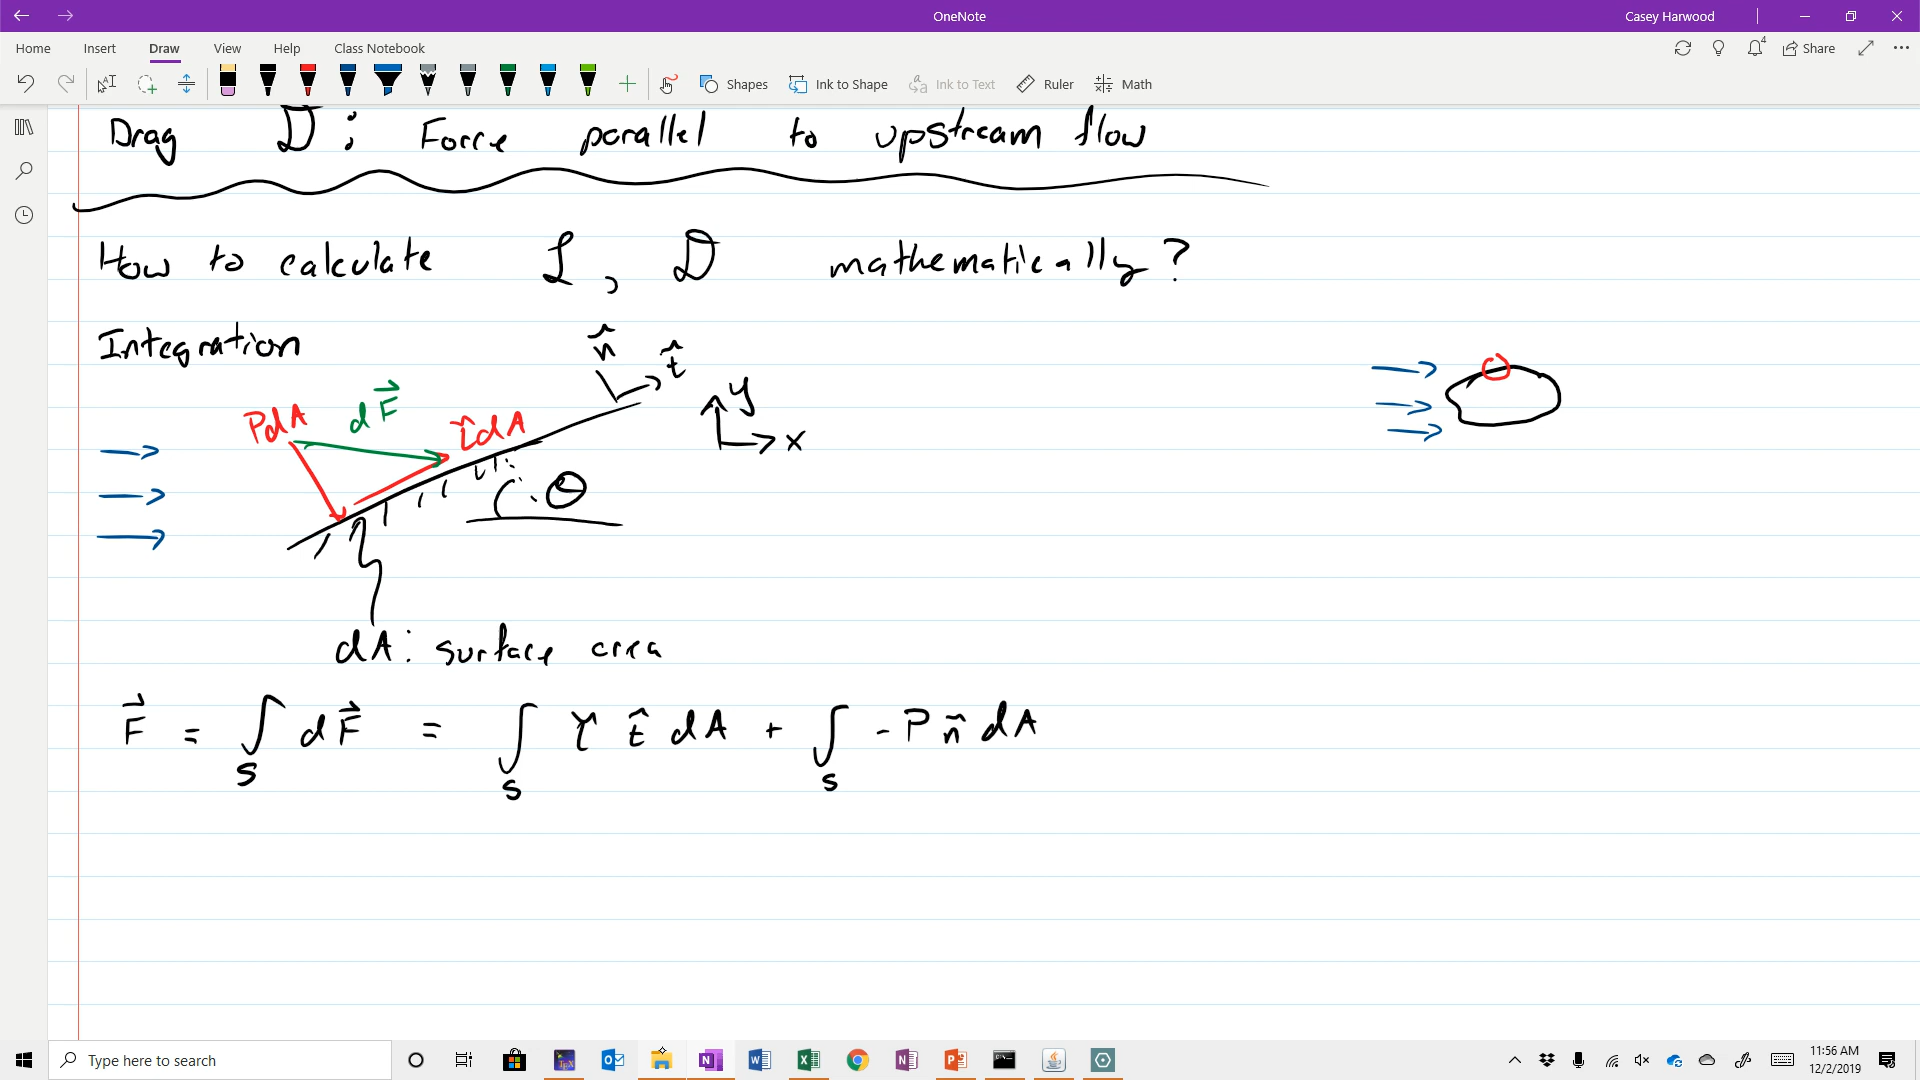 OneNote
Casey Harwood
Home Insert Draw View Help Class Notebook
4 Share
Shapes Ink to Shape Ink to Text Ruler Math
Drag D ; Force parallel to upstream flow
How to calculate L , D mathematically ?
Integration
n̂
t̂
y
x
PdA
dF⃗
τdA
Θ
dA : surface area
F⃗ = ∫ₛ dF⃗ = ∫ₛ τ t̂ dA + ∫ₛ - P n̂ dA
Type here to search
11:56 AM
12/2/2019